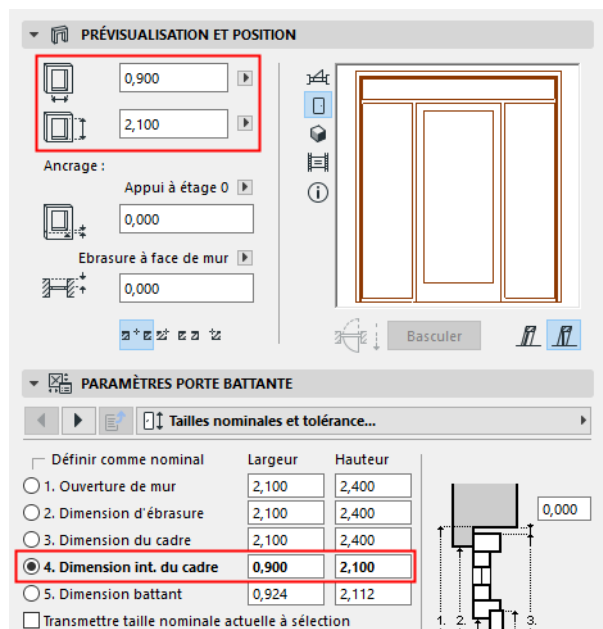 PRÉVISUALISATION ET POSITION
0,900
2,100
Ancrage :
Appui à étage 0
0,000
Ebrasure à face de mur
0,000
Basculer
PARAMÈTRES PORTE BATTANTE
Tailles nominales et tolérance...
Définir comme nominal Largeur Hauteur
1. Ouverture de mur 2,100 2,400
0,000
2. Dimension d'ébrasure 2,100 2,400
3. Dimension du cadre 2,100 2,400
4. Dimension int. du cadre 0,900 2,100
5. Dimension battant 0,924 2,112
Transmettre taille nominale actuelle à sélection
1. 2. 3.